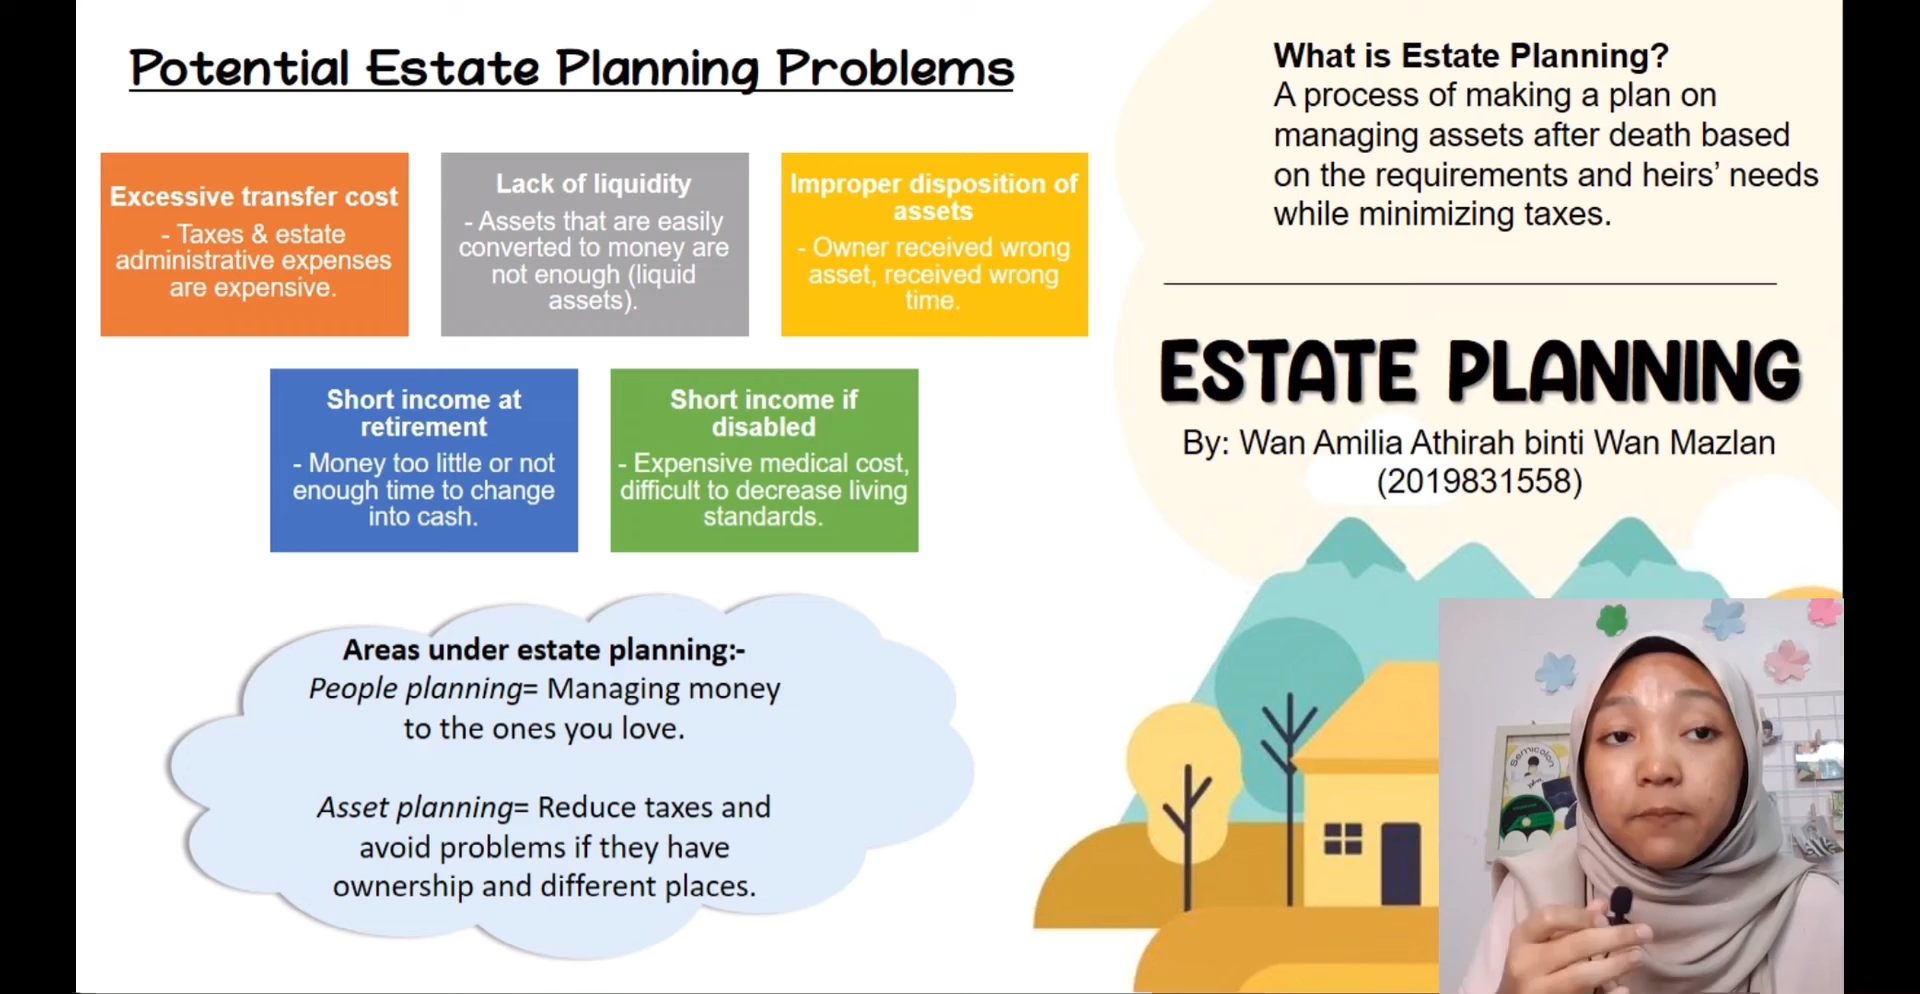 Potential Estate Planning Problems
Excessive transfer cost
- Taxes & estate
administrative expenses
are expensive.
Lack of liquidity
- Assets that are easily
converted to money are
not enough (liquid
assets).
Improper disposition of
assets
- Owner received wrong
asset, received wrong
time.
Short income at
retirement
- Money too little or not
enough time to change
into cash.
Short income if
disabled
- Expensive medical cost,
difficult to decrease living
standards.
Areas under estate planning:-
People planning= Managing money
to the ones you love.
Asset planning= Reduce taxes and
avoid problems if they have
ownership and different places.
What is Estate Planning?
A process of making a plan on
managing assets after death based
on the requirements and heirs’ needs
while minimizing taxes.
ESTATE PLANNING
By: Wan Amilia Athirah binti Wan Mazlan
(2019831558)
Semicolon